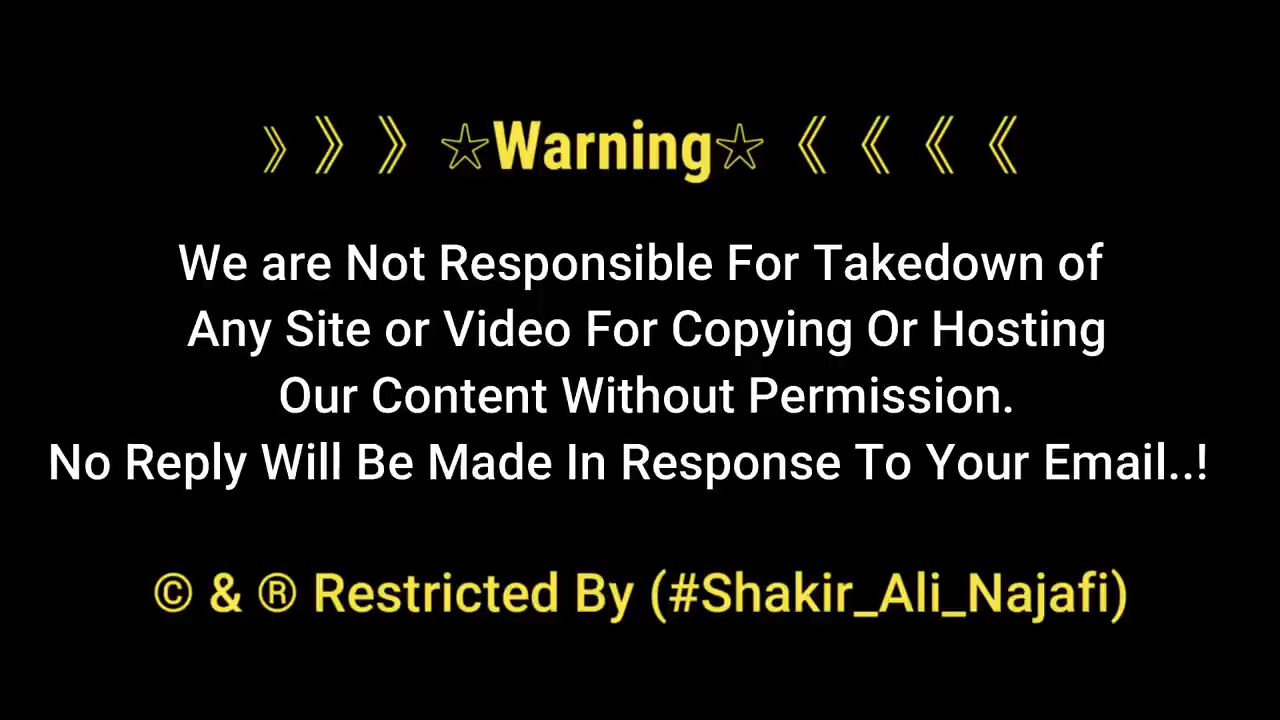 》》》☆Warning☆《《《《
We are Not Responsible For Takedown of
Any Site or Video For Copying Or Hosting
Our Content Without Permission.
No Reply Will Be Made In Response To Your Email..!
© & ® Restricted By (#Shakir_Ali_Najafi)